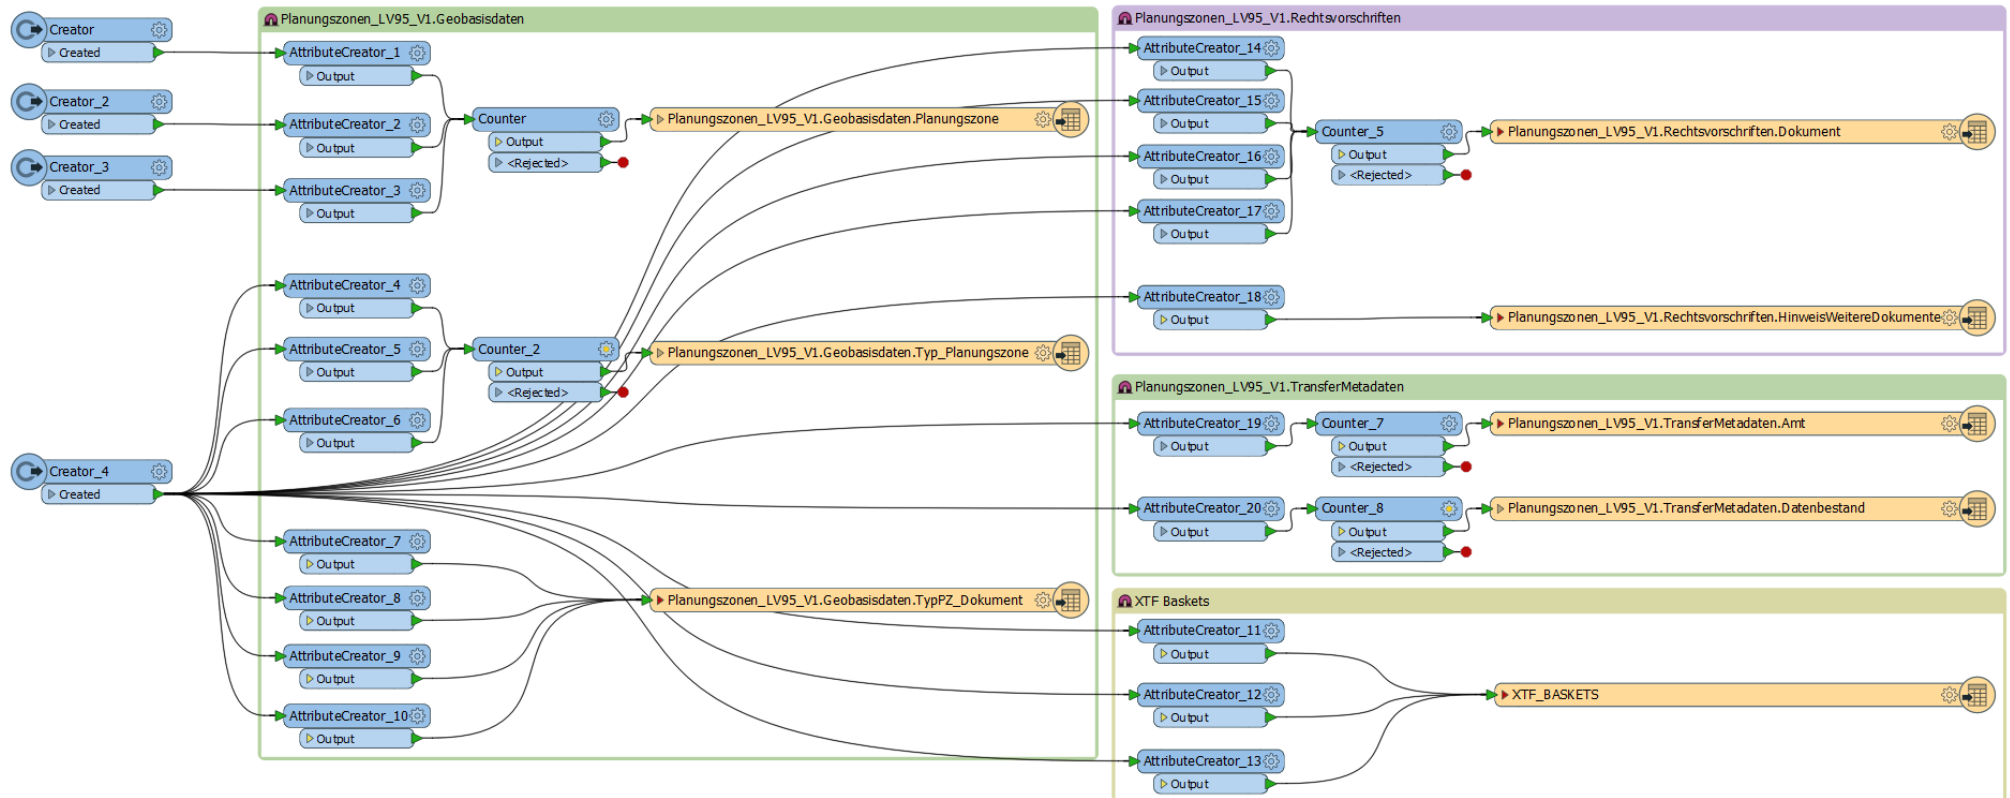 Creator
Created
Creator_2
Created
Creator_3
Created
Creator_4
Created
Planungszonen_LV95_V1.Geobasisdaten
AttributeCreator_1
Output
AttributeCreator_2
Output
AttributeCreator_3
Output
Counter
Output
<Rejected>
Planungszonen_LV95_V1.Geobasisdaten.Planungszone
AttributeCreator_4
Output
AttributeCreator_5
Output
AttributeCreator_6
Output
Counter_2
Output
<Rejected>
Planungszonen_LV95_V1.Geobasisdaten.Typ_Planungszone
AttributeCreator_7
Output
AttributeCreator_8
Output
AttributeCreator_9
Output
AttributeCreator_10
Output
Planungszonen_LV95_V1.Geobasisdaten.TypPZ_Dokument
Planungszonen_LV95_V1.Rechtsvorschriften
AttributeCreator_14
Output
AttributeCreator_15
Output
AttributeCreator_16
Output
AttributeCreator_17
Output
Counter_5
Output
<Rejected>
Planungszonen_LV95_V1.Rechtsvorschriften.Dokument
AttributeCreator_18
Output
Planungszonen_LV95_V1.Rechtsvorschriften.HinweisWeitereDokumente
Planungszonen_LV95_V1.TransferMetadaten
AttributeCreator_19
Output
Counter_7
Output
<Rejected>
Planungszonen_LV95_V1.TransferMetadaten.Amt
AttributeCreator_20
Output
Counter_8
Output
<Rejected>
Planungszonen_LV95_V1.TransferMetadaten.Datenbestand
XTF Baskets
AttributeCreator_11
Output
AttributeCreator_12
Output
AttributeCreator_13
Output
XTF_BASKETS